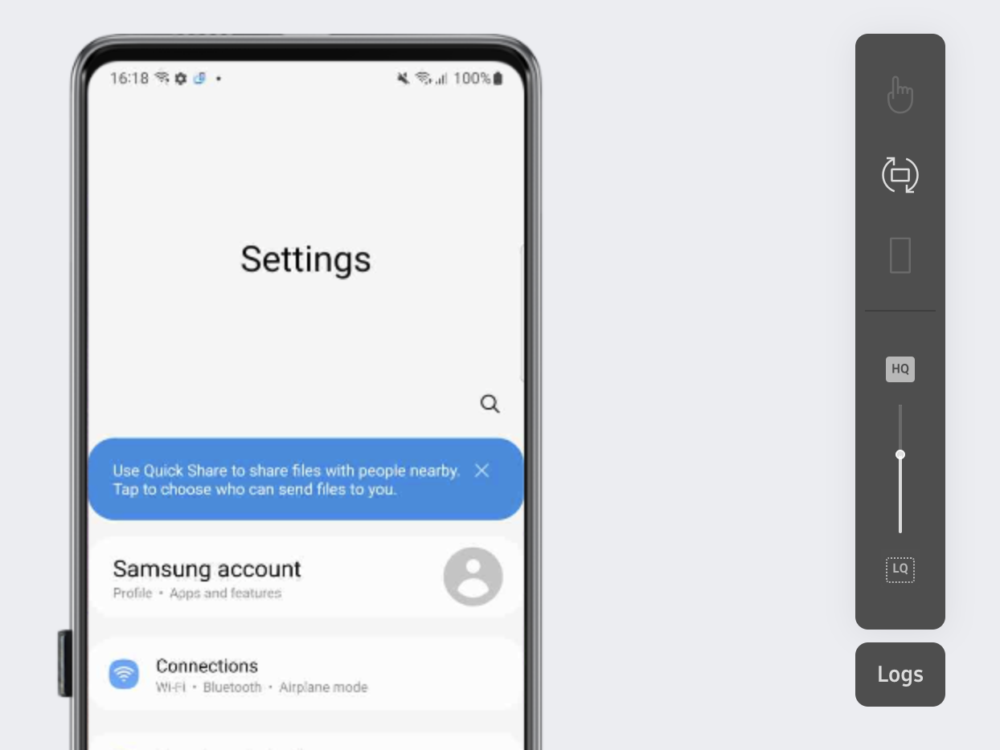 16:18
100%
Settings
Use Quick Share to share files with people nearby.
Tap to choose who can send files to you.
Samsung account
Profile • Apps and features
Connections
Wi-Fi • Bluetooth • Airplane mode
HQ
LQ
Logs